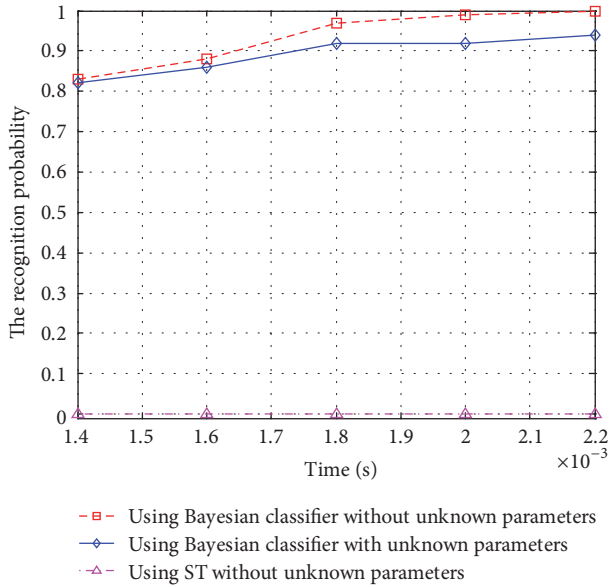 1
0.9
0.8
0.7
0.6
0.5
0.4
0.3
0.2
0.1
0
The recognition probability
1.4 1.5 1.6 1.7 1.8 1.9 2 2.1 2.2
Time (s)
×10⁻³
Using Bayesian classifier without unknown parameters
Using Bayesian classifier with unknown parameters
Using ST without unknown parameters